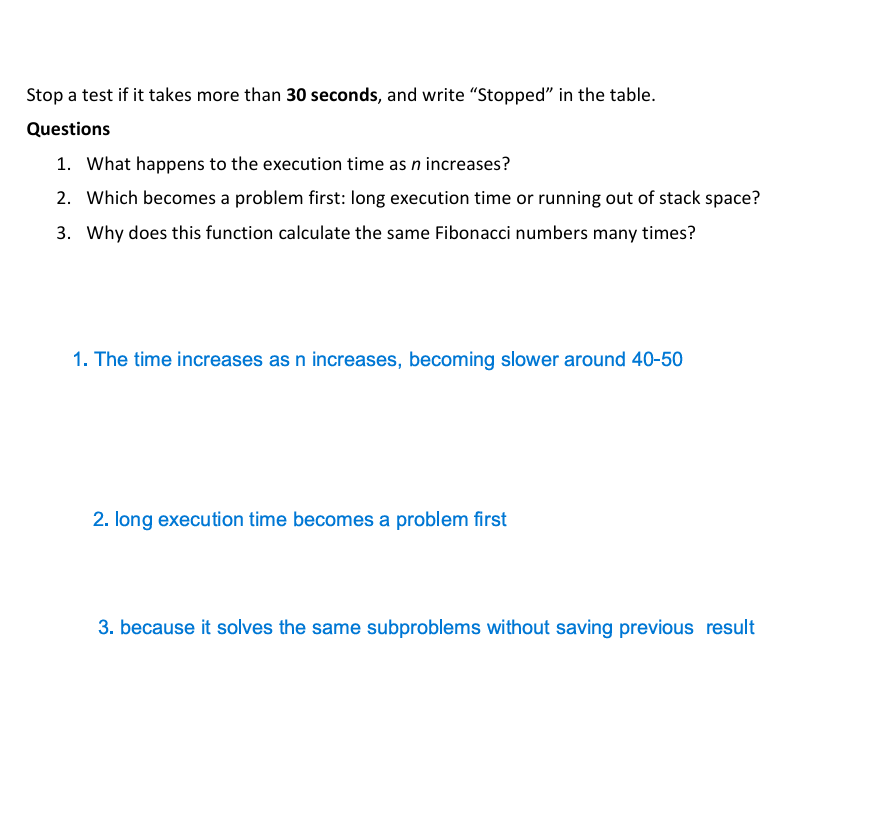 Stop a test if it takes more than 30 seconds, and write “Stopped” in the table.
Questions
1. What happens to the execution time as n increases?
2. Which becomes a problem first: long execution time or running out of stack space?
3. Why does this function calculate the same Fibonacci numbers many times?
1. The time increases as n increases, becoming slower around 40-50
2. long execution time becomes a problem first
3. because it solves the same subproblems without saving previous  result